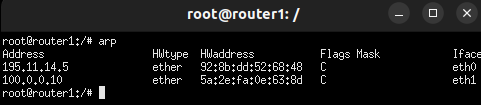 root@router1: /
root@router1:/# arp
Address HWtype HWaddress Flags Mask Iface
195.11.14.5 ether 92:8b:dd:52:68:48 C eth0
100.0.0.10 ether 5a:2e:fa:0e:63:8d C eth1
root@router1:/#